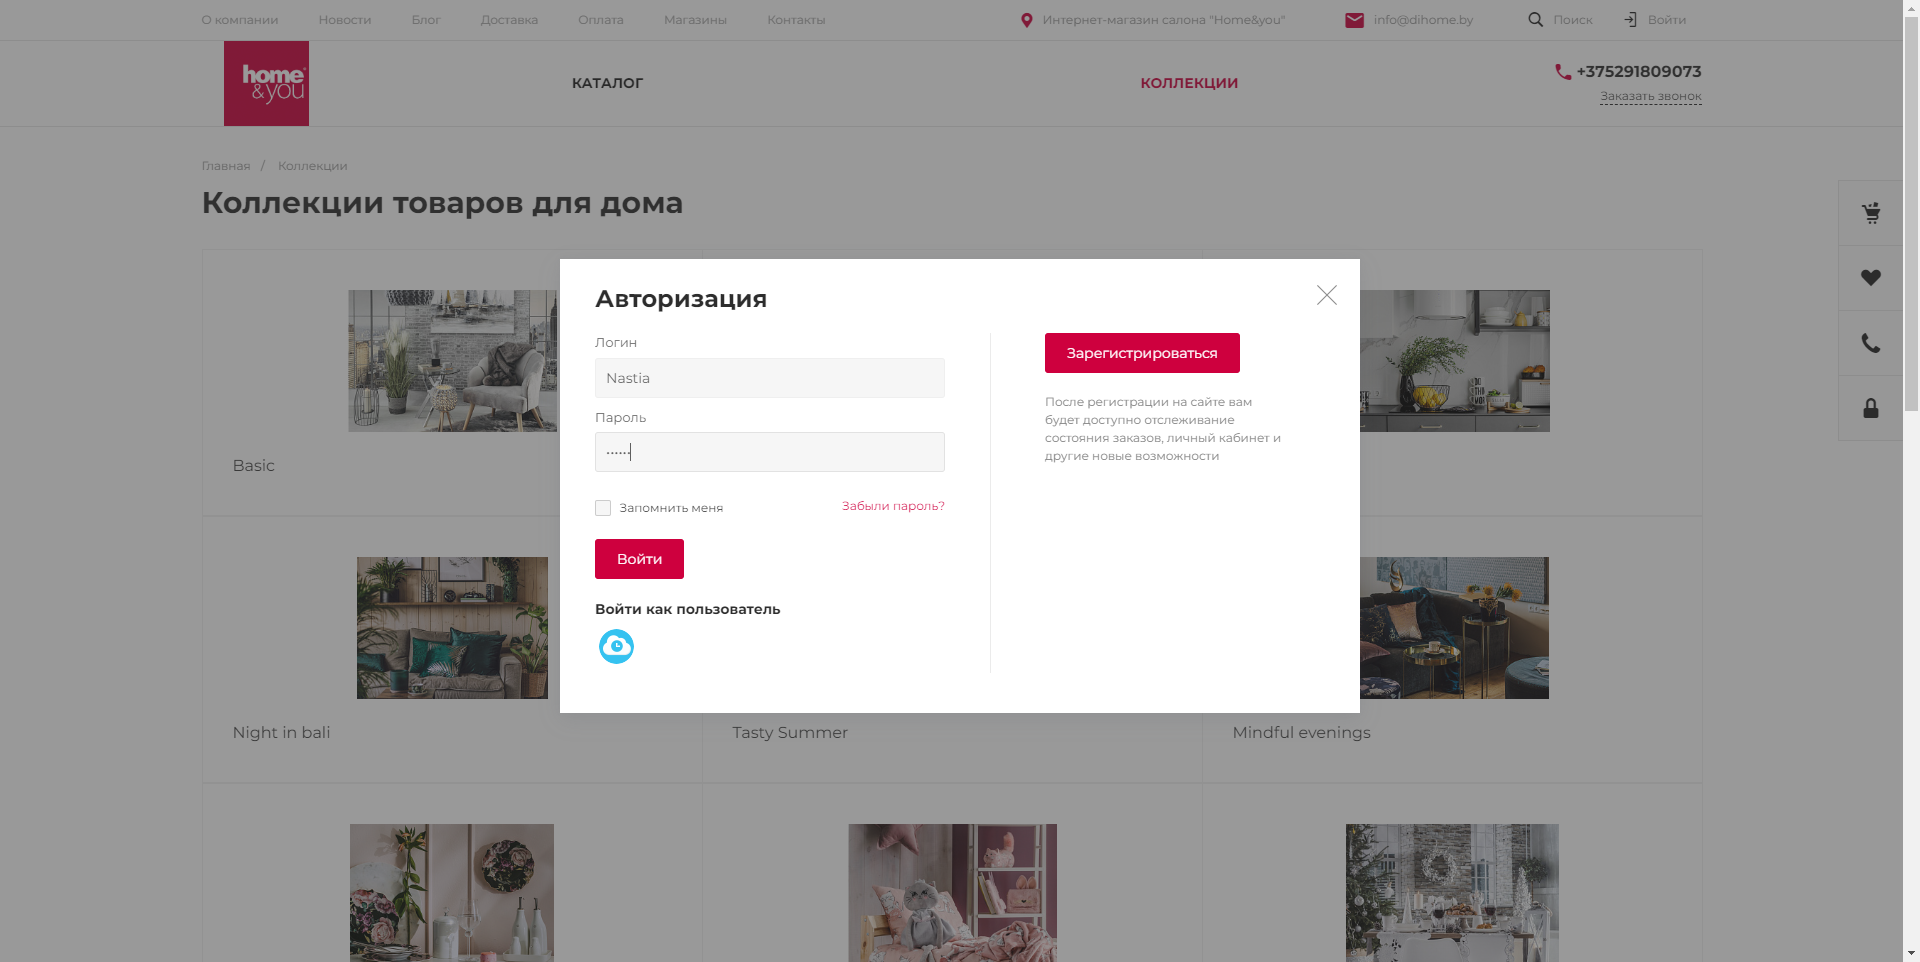 О компании
Новости
Блог
Доставка
Оплата
Магазины
Контакты
Интернет-магазин салона "Home&you"
info@dihome.by
Поиск
Войти
home
&you
КАТАЛОГ
КОЛЛЕКЦИИ
+375291809073
Заказать звонок
Главная / Коллекции
Коллекции товаров для дома
Авторизация
Логин
Nastia
Пароль
······
Запомнить меня
Забыли пароль?
Войти
Войти как пользователь
Зарегистрироваться
После регистрации на сайте вам
будет доступно отслеживание
состояния заказов, личный кабинет и
другие новые возможности
Basic
Night in bali
Tasty Summer
Mindful evenings